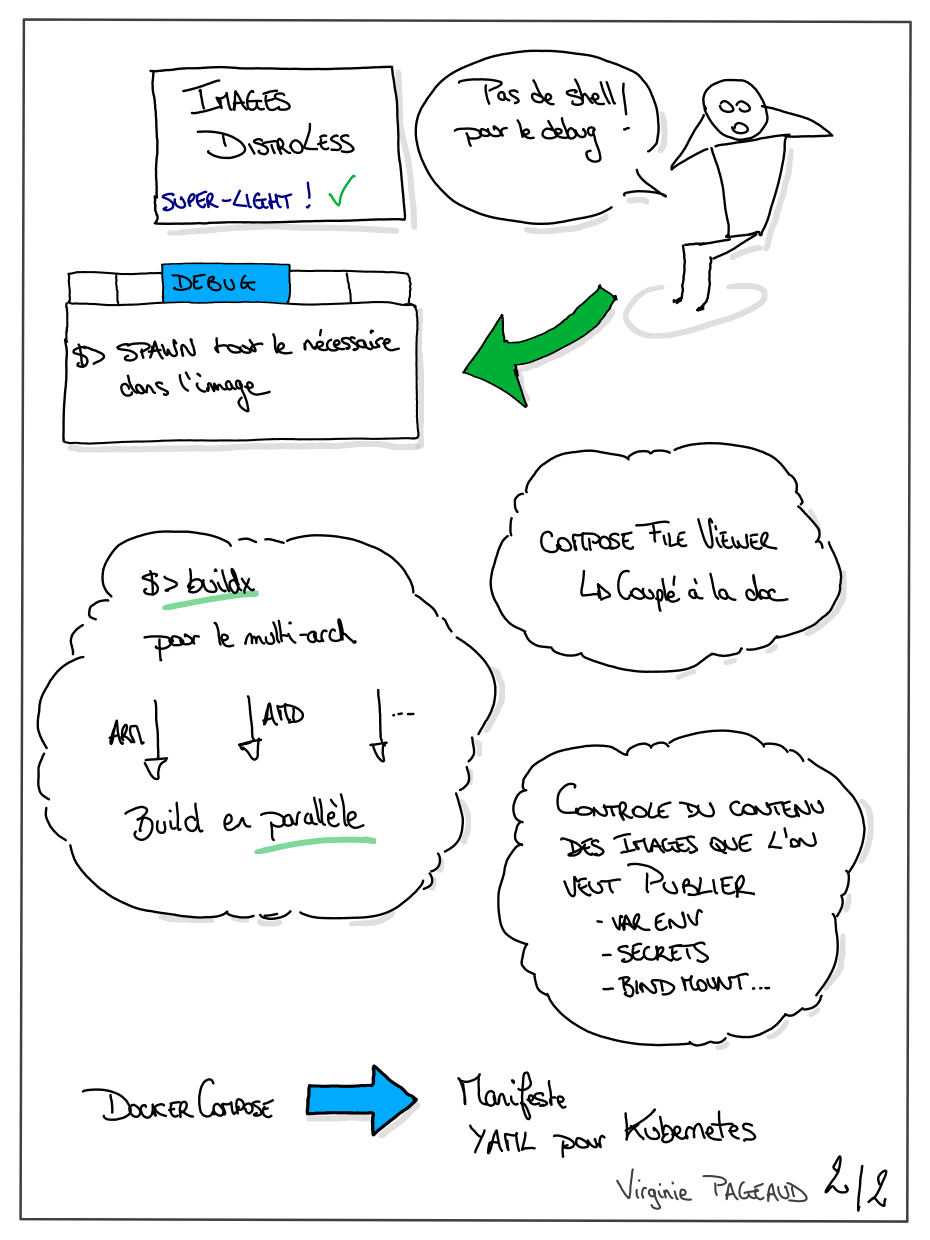 IMAGES
DISTROLESS
SUPER-LIGHT !
Pas de shell !
pour le debug
DEBUG
$> SPAWN tout le nécessaire
dans l'image
COMPOSE FILE VIEWER
Couplé à la doc
$> buildx
pour le multi-arch
ARM
AMD
...
Build en parallèle
CONTROLE DU CONTENU
DES IMAGES QUE L'ON
VEUT PUBLIER
- VAR ENV
- SECRETS
- BIND MOUNT...
DOCKER COMPOSE
Manifeste
YAML pour Kubernetes
Virginie PAGEAUD
2/2